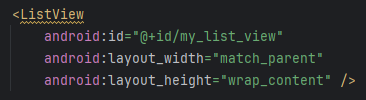 <ListView
android:id="@+id/my_list_view"
android:layout_width="match_parent"
android:layout_height="wrap_content" />